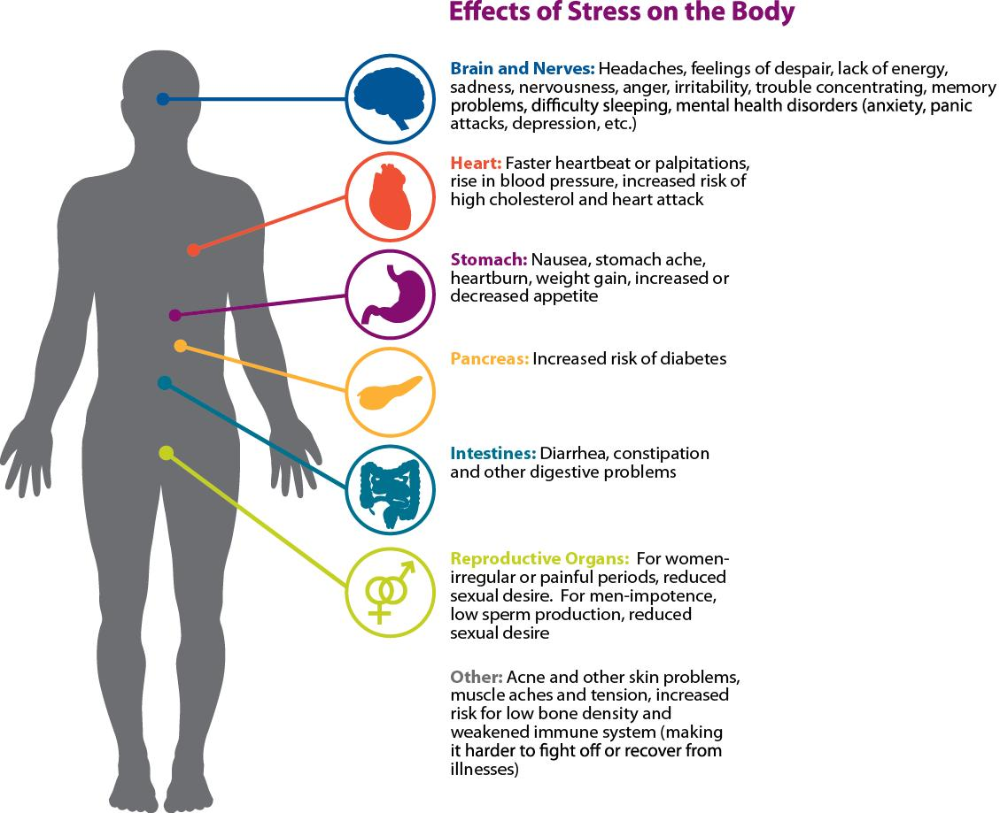 Effects of Stress on the Body
Brain and Nerves: Headaches, feelings of despair, lack of energy,
sadness, nervousness, anger, irritability, trouble concentrating, memory
problems, difficulty sleeping, mental health disorders (anxiety, panic
attacks, depression, etc.)
Heart: Faster heartbeat or palpitations,
rise in blood pressure, increased risk of
high cholesterol and heart attack
Stomach: Nausea, stomach ache,
heartburn, weight gain, increased or
decreased appetite
Pancreas: Increased risk of diabetes
Intestines: Diarrhea, constipation
and other digestive problems
Reproductive Organs: For women-
irregular or painful periods, reduced
sexual desire. For men-impotence,
low sperm production, reduced
sexual desire
Other: Acne and other skin problems,
muscle aches and tension, increased
risk for low bone density and
weakened immune system (making
it harder to fight off or recover from
illnesses)